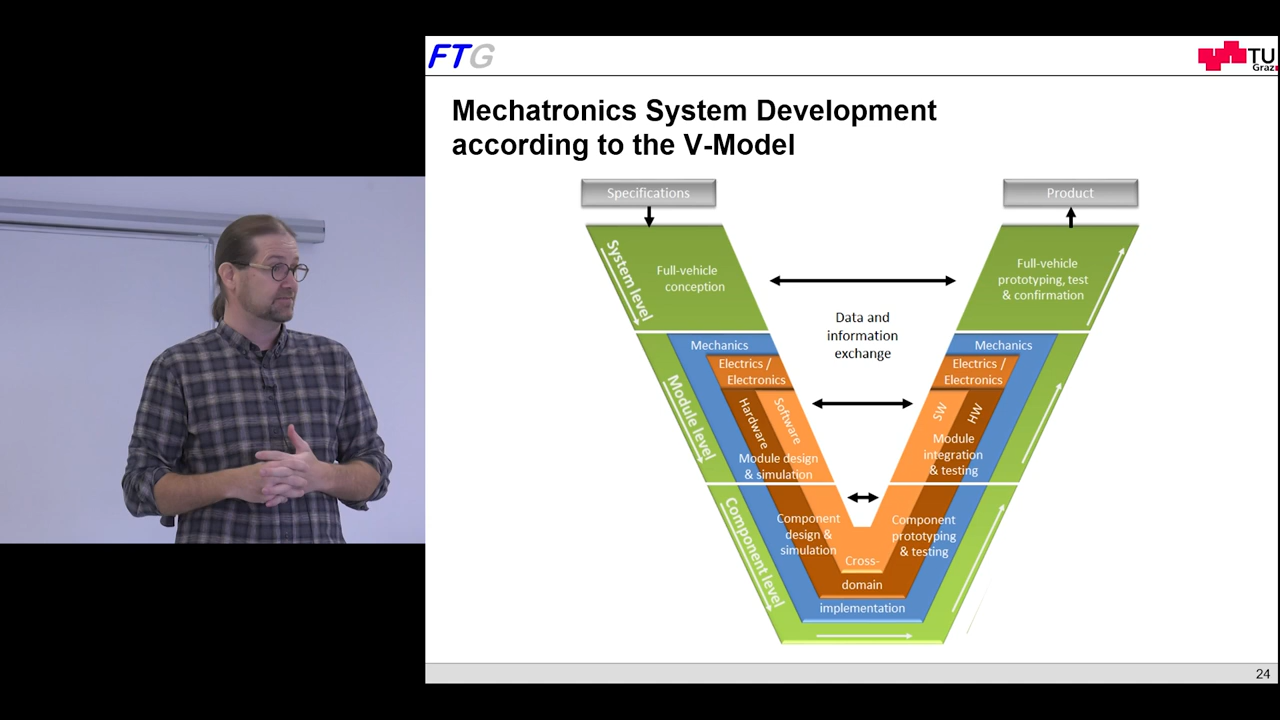 FTG
TU
Graz
Mechatronics System Development
according to the V-Model
Specifications
Product
System level
Full-vehicle
conception
Full-vehicle
prototyping, test
& confirmation
Data and
information
exchange
Mechanics
Mechanics
Electrics /
Electronics
Electrics /
Electronics
Module level
Hardware
Software
SW
HW
Module design
& simulation
Module
integration
& testing
Component level
Component
design &
simulation
Component
prototyping
& testing
Cross-
domain
implementation
24